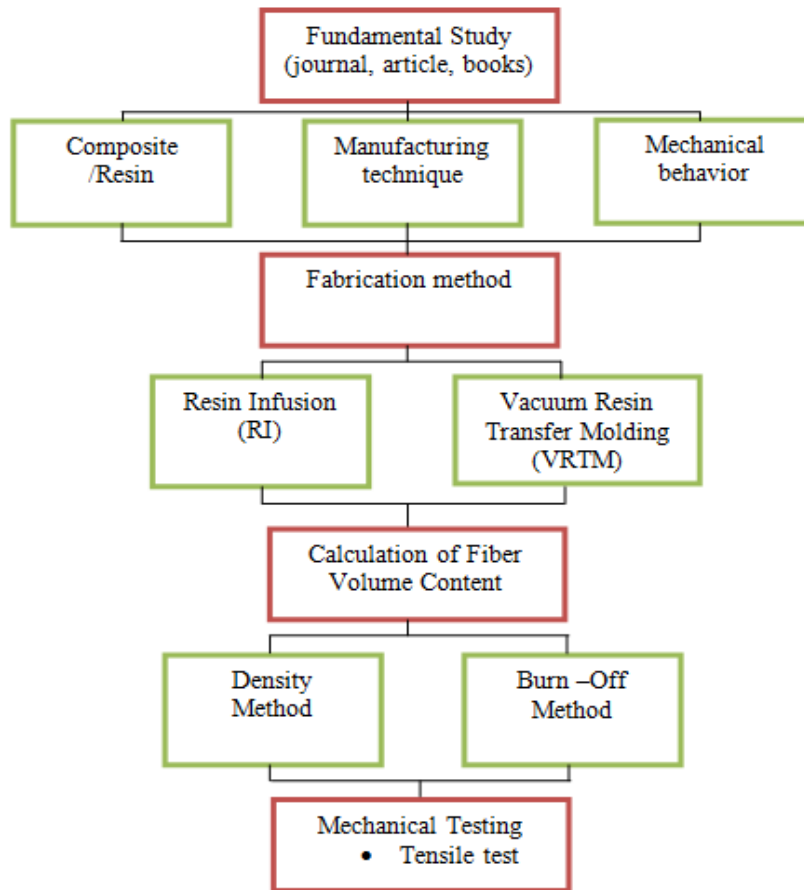 Fundamental Study
(journal, article, books)
Composite
/Resin
Manufacturing
technique
Mechanical
behavior
Fabrication method
Resin Infusion
(RI)
Vacuum Resin
Transfer Molding
(VRTM)
Calculation of Fiber
Volume Content
Density
Method
Burn –Off
Method
Mechanical Testing
• Tensile test